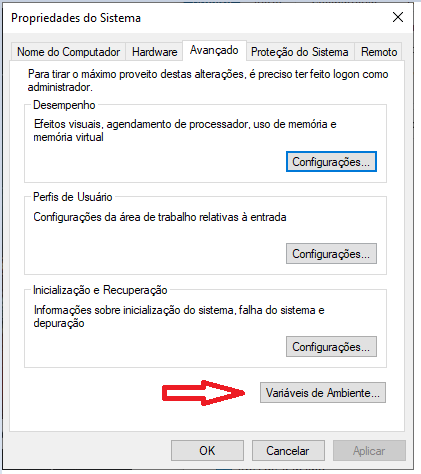 Propriedades do Sistema
Nome do Computador Hardware Avançado Proteção do Sistema Remoto
Para tirar o máximo proveito destas alterações, é preciso ter feito logon como
administrador.
Desempenho
Efeitos visuais, agendamento de processador, uso de memória e
memória virtual
Configurações...
Perfis de Usuário
Configurações da área de trabalho relativas à entrada
Configurações...
Inicialização e Recuperação
Informações sobre inicialização do sistema, falha do sistema e
depuração
Configurações...
Variáveis de Ambiente...
OK Cancelar Aplicar